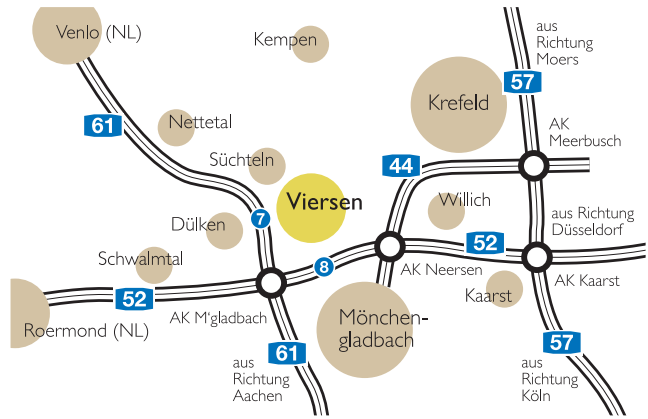 Venlo (NL)
Kempen
aus
Richtung
Moers
57
61
Nettetal
Krefeld
AK
Meerbusch
Süchteln
44
Viersen
Willich
7
Dülken
aus Richtung
Düsseldorf
52
Schwalmtal
8
AK Neersen
AK Kaarst
Kaarst
52
Roermond (NL)
AK M'gladbach
Mönchen-
gladbach
61
57
aus
Richtung
Aachen
aus
Richtung
Köln